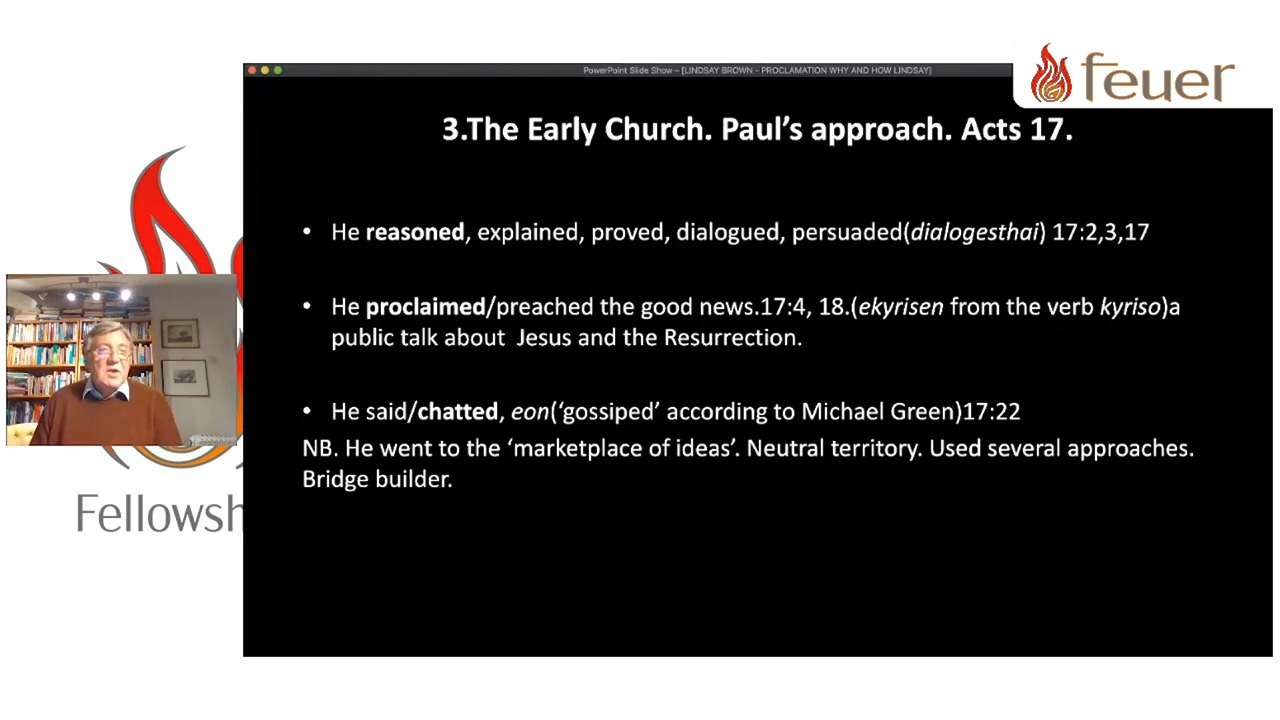 PowerPoint Slide Show – [LINDSAY BROWN - PROCLAMATION WHY AND HOW LINDSAY]
feuer
3.The Early Church. Paul’s approach. Acts 17.
• He reasoned, explained, proved, dialogued, persuaded(dialogesthai) 17:2,3,17
• He proclaimed/preached the good news.17:4, 18.(ekyrisen from the verb kyriso)a
public talk about Jesus and the Resurrection.
• He said/chatted, eon(‘gossiped’ according to Michael Green)17:22
NB. He went to the ‘marketplace of ideas’. Neutral territory. Used several approaches.
Bridge builder.
Fellowsh